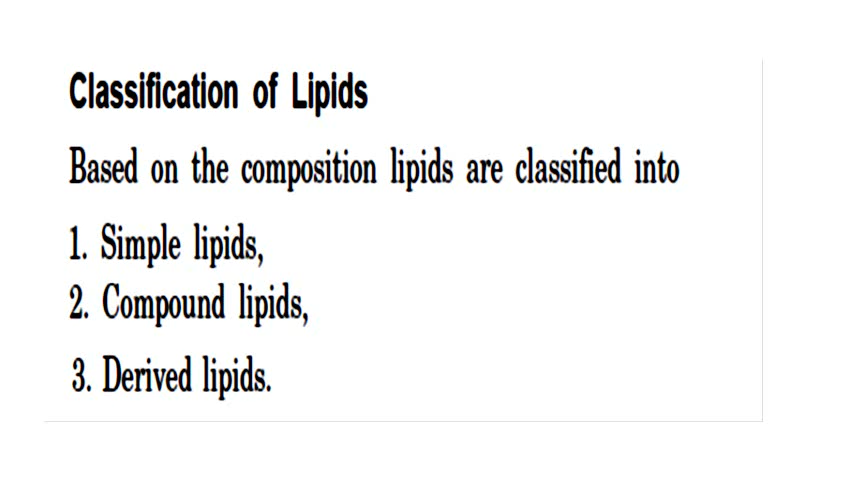 Classification of Lipids
Based on the composition lipids are classified into
1. Simple lipids,
2. Compound lipids,
3. Derived lipids.